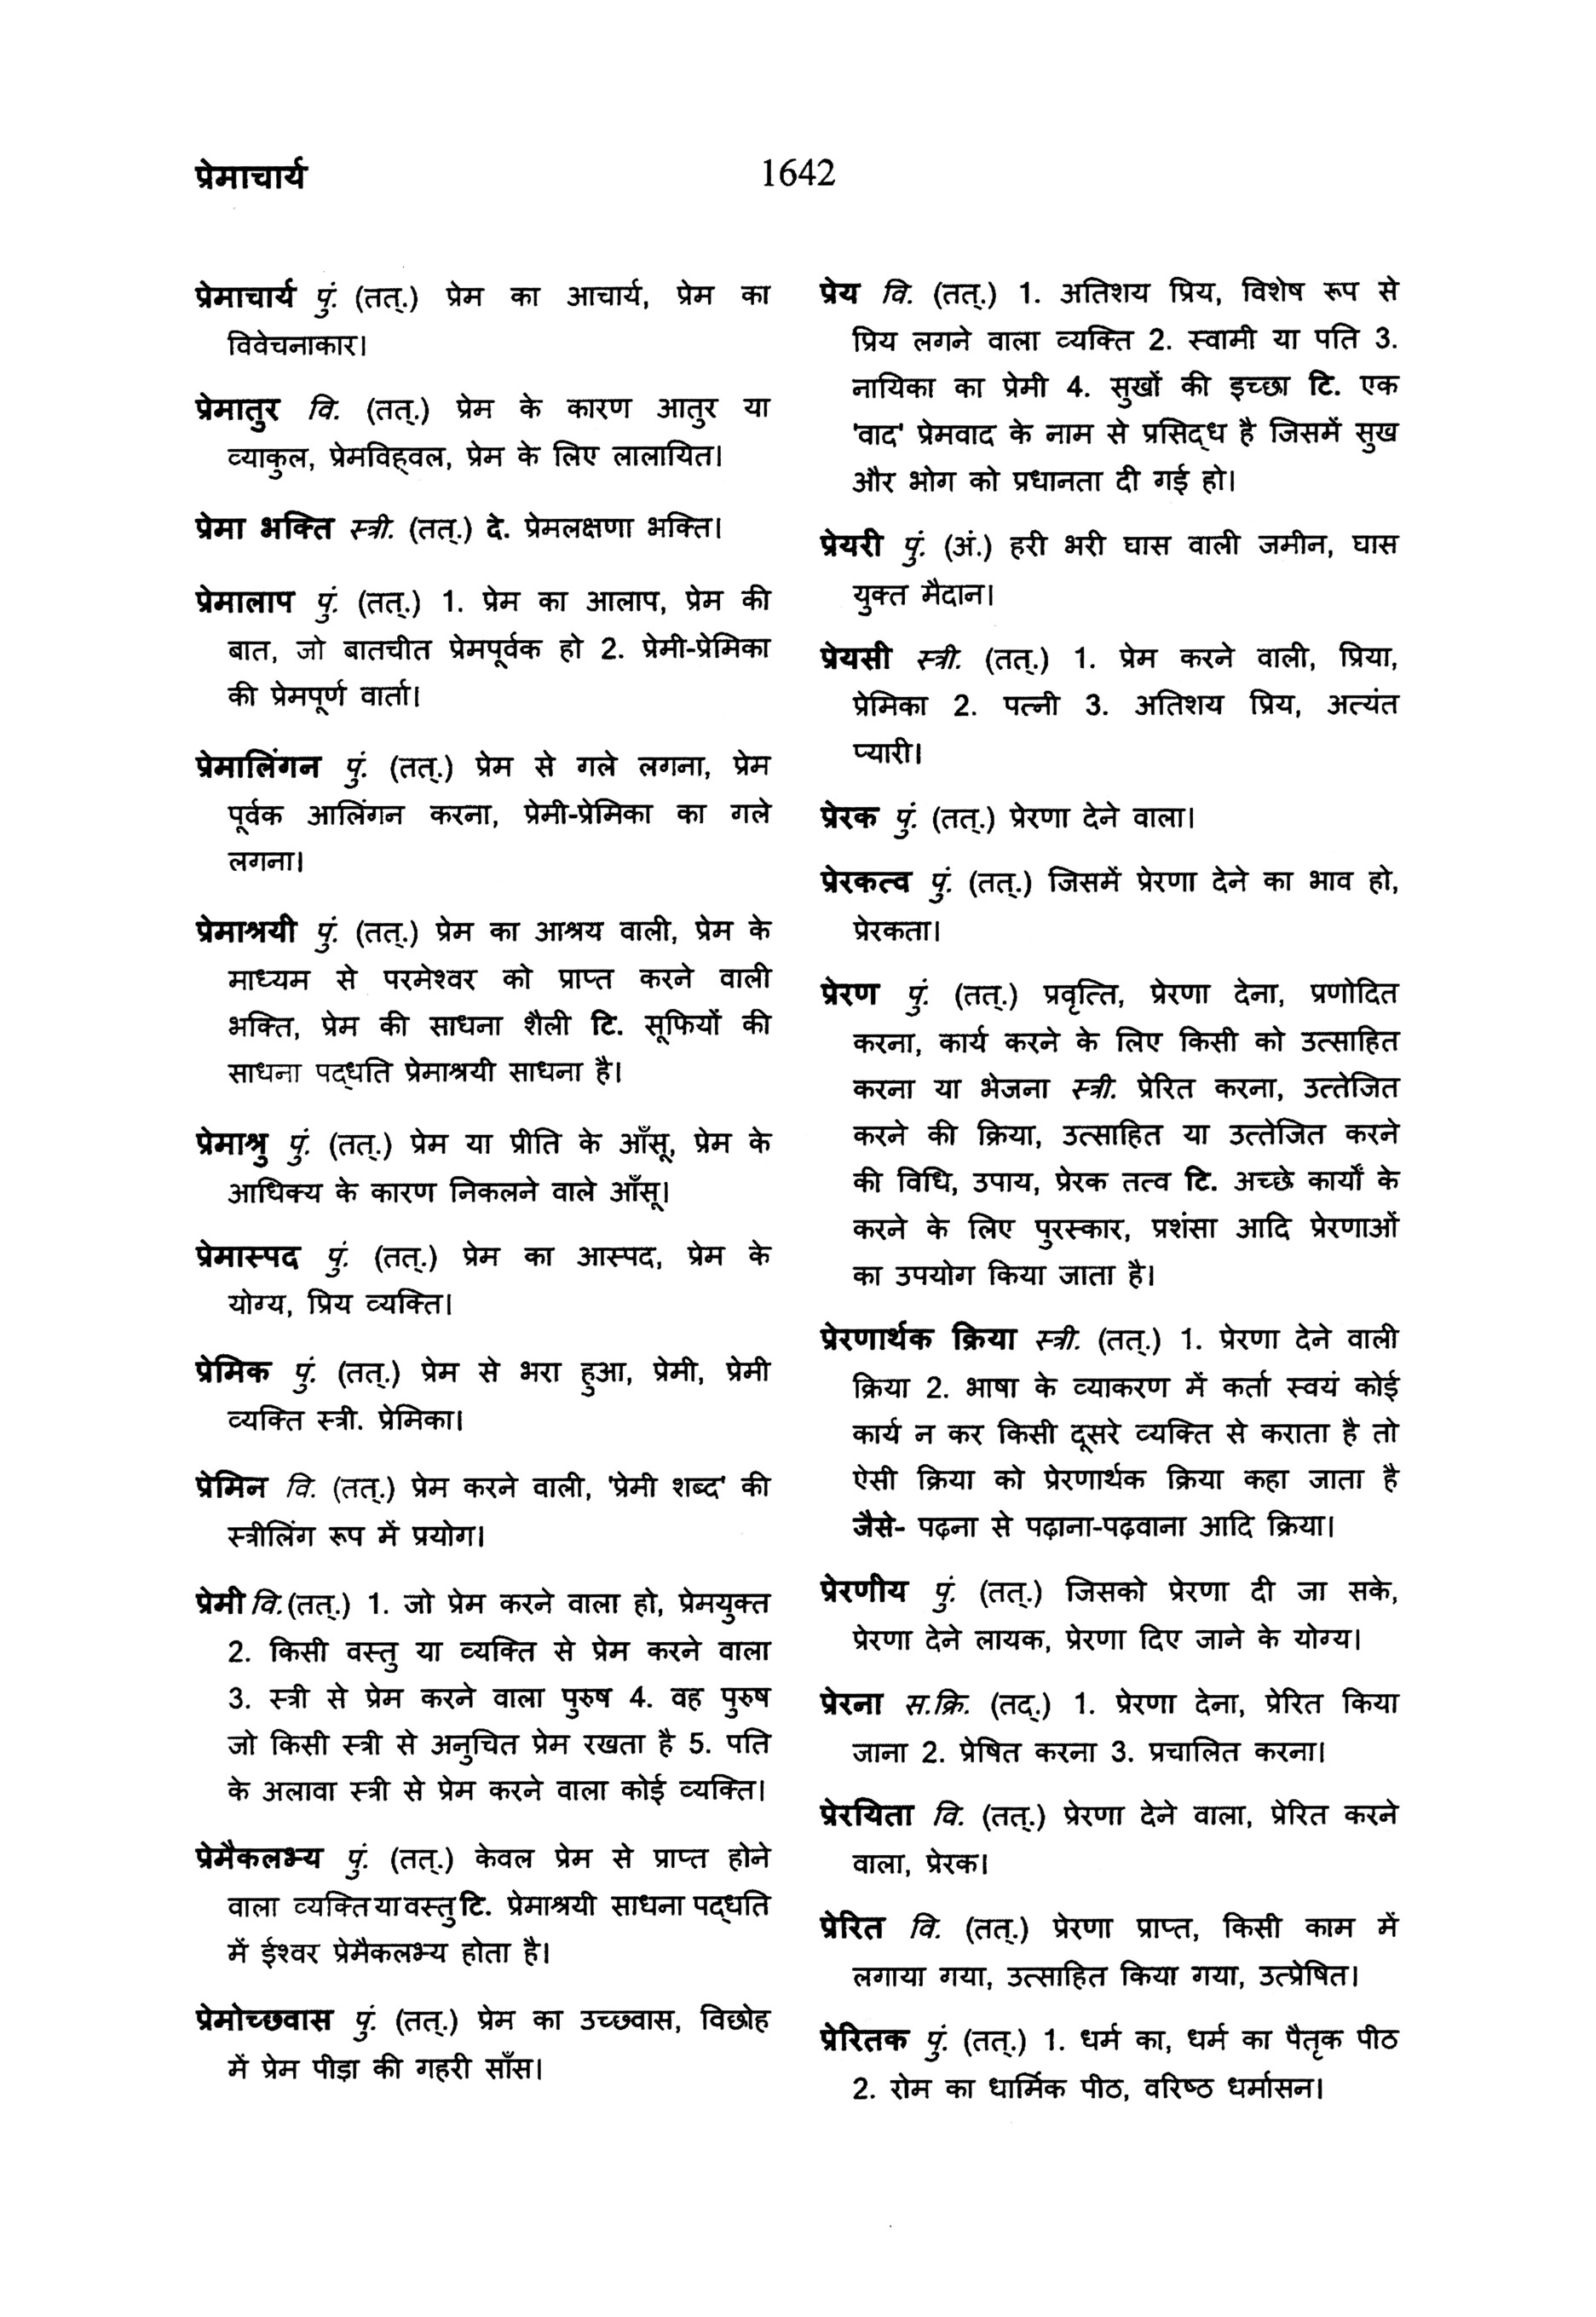 प्रेमाचार्य
1642
प्रेमाचार्य पुं. (तत्.) प्रेम का आचार्य, प्रेम का
विवेचनाकार।
प्रेमातुर वि. (तत्.) प्रेम के कारण आतुर या
व्याकुल, प्रेमविह्वल, प्रेम के लिए लालायित।
प्रेमा भक्ति स्त्री. (तत्.) दे. प्रेमलक्षणा भक्ति।
प्रेमालाप पुं. (तत्.) 1. प्रेम का आलाप, प्रेम की
बात, जो बातचीत प्रेमपूर्वक हो 2. प्रेमी-प्रेमिका
की प्रेमपूर्ण वार्ता।
प्रेमालिंगन पुं. (तत्.) प्रेम से गले लगना, प्रेम
पूर्वक आलिंगन करना, प्रेमी-प्रेमिका का गले
लगना।
प्रेमाश्रयी पुं. (तत्.) प्रेम का आश्रय वाली, प्रेम के
माध्यम से परमेश्वर को प्राप्त करने वाली
भक्ति, प्रेम की साधना शैली टि. सूफियों की
साधना पद्धति प्रेमाश्रयी साधना है।
प्रेमाश्रु पुं. (तत्.) प्रेम या प्रीति के आँसू, प्रेम के
आधिक्य के कारण निकलने वाले आँसू।
प्रेमास्पद पुं. (तत्.) प्रेम का आस्पद, प्रेम के
योग्य, प्रिय व्यक्ति।
प्रेमिक पुं. (तत्.) प्रेम से भरा हुआ, प्रेमी, प्रेमी
व्यक्ति स्त्री. प्रेमिका।
प्रेमिन वि. (तत्.) प्रेम करने वाली, 'प्रेमी शब्द' की
स्त्रीलिंग रूप में प्रयोग।
प्रेमी वि.(तत्.) 1. जो प्रेम करने वाला हो, प्रेमयुक्त
2. किसी वस्तु या व्यक्ति से प्रेम करने वाला
3. स्त्री से प्रेम करने वाला पुरुष 4. वह पुरुष
जो किसी स्त्री से अनुचित प्रेम रखता है 5. पति
के अलावा स्त्री से प्रेम करने वाला कोई व्यक्ति।
प्रेमैकलभ्य पुं. (तत्.) केवल प्रेम से प्राप्त होने
वाला व्यक्ति या वस्तु टि. प्रेमाश्रयी साधना पद्धति
में ईश्वर प्रेमैकलभ्य होता है।
प्रेमोच्छवास पुं. (तत्.) प्रेम का उच्छवास, विछोह
में प्रेम पीड़ा की गहरी साँस।
प्रेय वि. (तत्.) 1. अतिशय प्रिय, विशेष रूप से
प्रिय लगने वाला व्यक्ति 2. स्वामी या पति 3.
नायिका का प्रेमी 4. सुखों की इच्छा टि. एक
'वाद' प्रेमवाद के नाम से प्रसिद्ध है जिसमें सुख
और भोग को प्रधानता दी गई हो।
प्रेयरी पुं. (अं.) हरी भरी घास वाली जमीन, घास
युक्त मैदान।
प्रेयसी स्त्री. (तत्.) 1. प्रेम करने वाली, प्रिया,
प्रेमिका 2. पत्नी 3. अतिशय प्रिय, अत्यंत
प्यारी।
प्रेरक पुं. (तत्.) प्रेरणा देने वाला।
प्रेरकत्व पुं. (तत्.) जिसमें प्रेरणा देने का भाव हो,
प्रेरकता।
प्रेरण पुं. (तत्.) प्रवृत्ति, प्रेरणा देना, प्रणोदित
करना, कार्य करने के लिए किसी को उत्साहित
करना या भेजना स्त्री. प्रेरित करना, उत्तेजित
करने की क्रिया, उत्साहित या उत्तेजित करने
की विधि, उपाय, प्रेरक तत्व टि. अच्छे कार्यों के
करने के लिए पुरस्कार, प्रशंसा आदि प्रेरणाओं
का उपयोग किया जाता है।
प्रेरणार्थक क्रिया स्त्री. (तत्.) 1. प्रेरणा देने वाली
क्रिया 2. भाषा के व्याकरण में कर्ता स्वयं कोई
कार्य न कर किसी दूसरे व्यक्ति से कराता है तो
ऐसी क्रिया को प्रेरणार्थक क्रिया कहा जाता है
जैसे- पढ़ना से पढ़ाना-पढ़वाना आदि क्रिया।
प्रेरणीय पुं. (तत्.) जिसको प्रेरणा दी जा सके,
प्रेरणा देने लायक, प्रेरणा दिए जाने के योग्य।
प्रेरना स.क्रि. (तद्.) 1. प्रेरणा देना, प्रेरित किया
जाना 2. प्रेषित करना 3. प्रचालित करना।
प्रेरयिता वि. (तत्.) प्रेरणा देने वाला, प्रेरित करने
वाला, प्रेरक।
प्रेरित वि. (तत्.) प्रेरणा प्राप्त, किसी काम में
लगाया गया, उत्साहित किया गया, उत्प्रेषित।
प्रेरितक पुं. (तत्.) 1. धर्म का, धर्म का पैतृक पीठ
2. रोम का धार्मिक पीठ, वरिष्ठ धर्मासन।